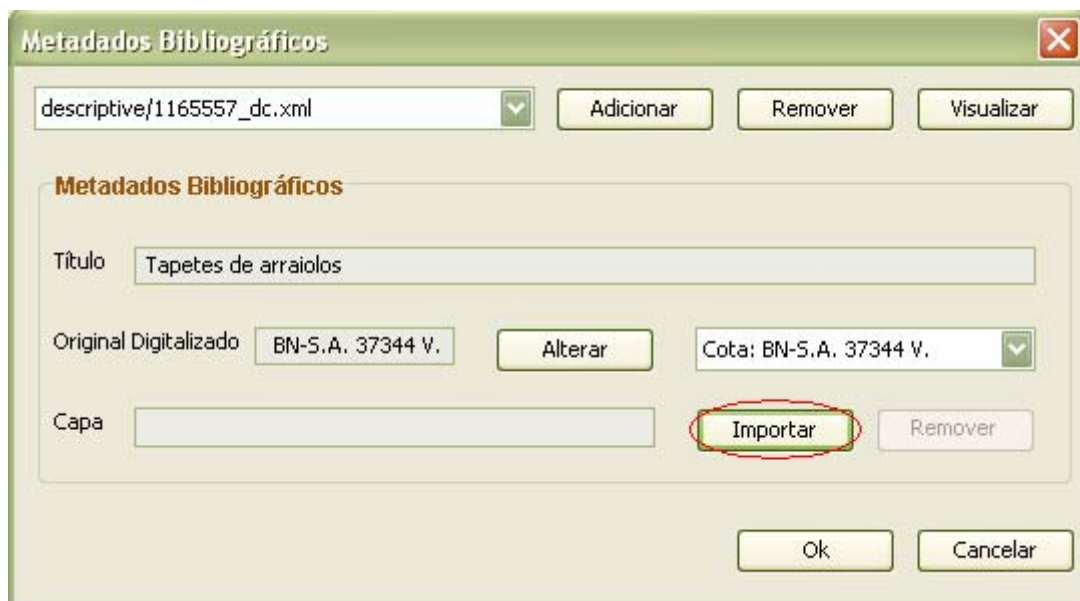 Metadados Bibliográficos
descriptive/1165557_dc.xml Adicionar Remover Visualizar
Metadados Bibliográficos
Título Tapetes de arraiolos
Original Digitalizado BN-S.A. 37344 V. Alterar Cota: BN-S.A. 37344 V.
Capa Importar Remover
Ok Cancelar